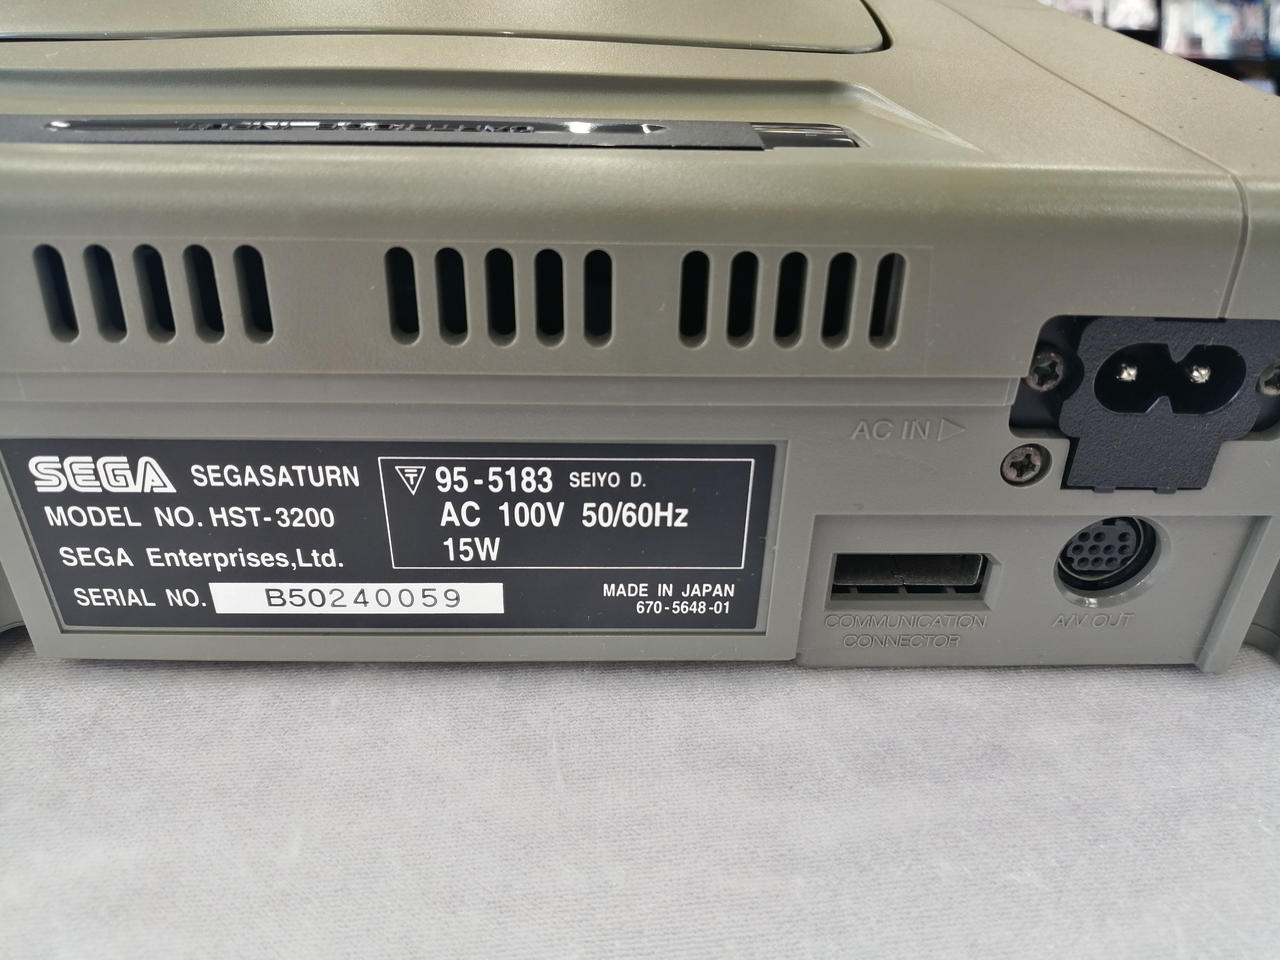 SEGA SEGASATURN
MODEL NO. HST-3200
SEGA Enterprises,Ltd.
SERIAL NO. B50240059
T 95-5183 SEIYO D.
AC 100V 50/60Hz
15W
MADE IN JAPAN
670-5648-01
AC IN
COMMUNICATION
CONNECTOR
A/V OUT